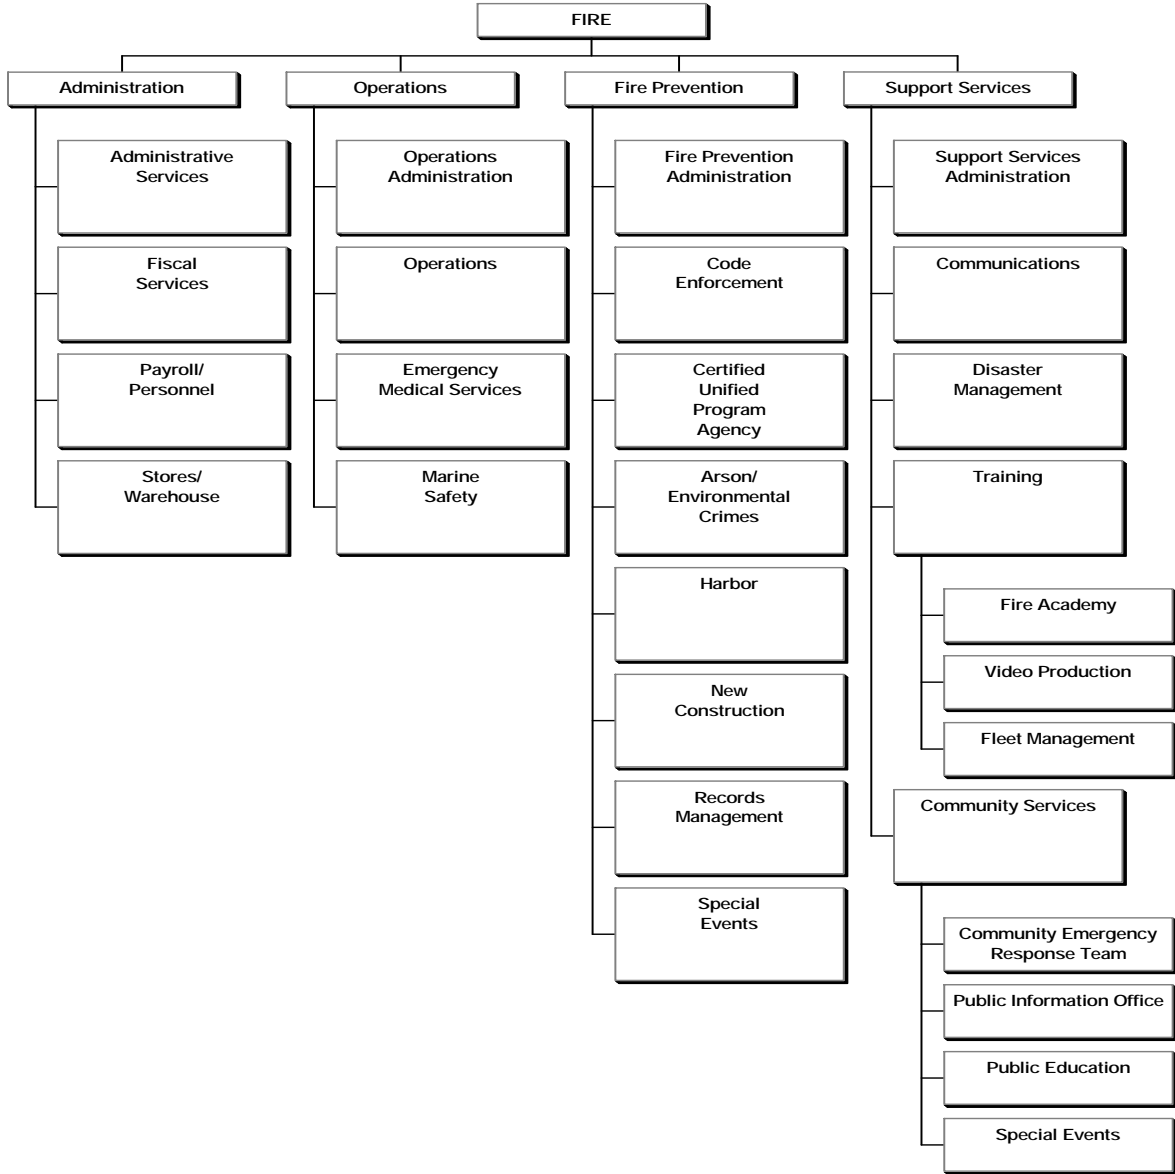 FIRE
Administration
Administrative
Services
Fiscal
Services
Payroll/
Personnel
Stores/
Warehouse
Operations
Operations
Administration
Operations
Emergency
Medical Services
Marine
Safety
Fire Prevention
Fire Prevention
Administration
Code
Enforcement
Certified
Unified
Program
Agency
Arson/
Environmental
Crimes
Harbor
New
Construction
Records
Management
Special
Events
Support Services
Support Services
Administration
Communications
Disaster
Management
Training
Fire Academy
Video Production
Fleet Management
Community Services
Community Emergency
Response Team
Public Information Office
Public Education
Special Events